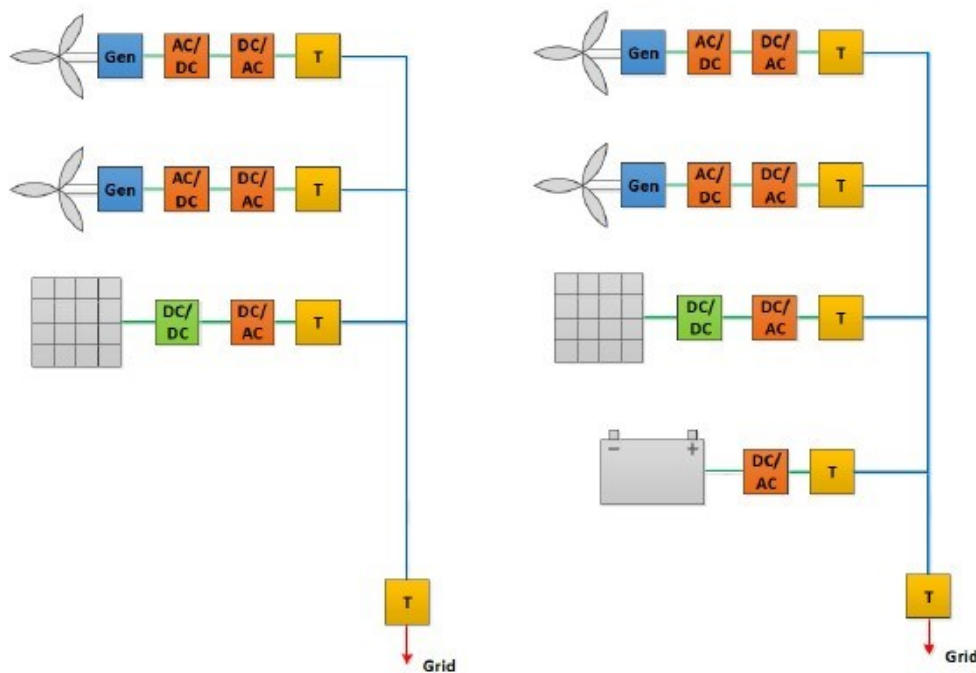 Gen
AC/
DC
DC/
AC
T
Gen
AC/
DC
DC/
AC
T
DC/
DC
DC/
AC
T
T
Grid
Gen
AC/
DC
DC/
AC
T
Gen
AC/
DC
DC/
AC
T
DC/
DC
DC/
AC
T
− +
DC/
AC
T
T
Grid